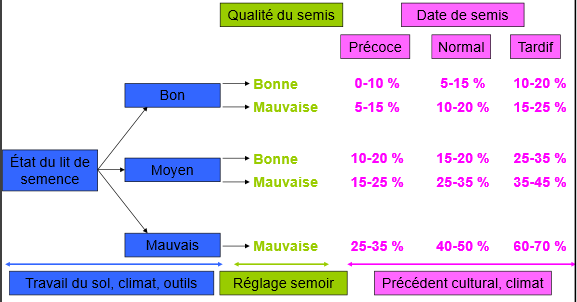 Qualité du semis Date de semis
Précoce Normal Tardif
Bon Bonne 0-10 % 5-15 % 10-20 %
Mauvaise 5-15 % 10-20 % 15-25 %
État du lit de
semence
Moyen Bonne 10-20 % 15-20 % 25-35 %
Mauvaise 15-25 % 25-35 % 35-45 %
Mauvais Mauvaise 25-35 % 40-50 % 60-70 %
Travail du sol, climat, outils Réglage semoir Précédent cultural, climat